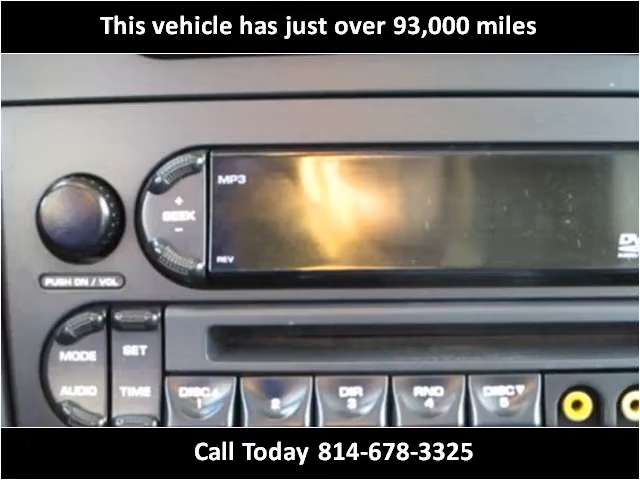 This vehicle has just over 93,000 miles
MP3
+
SEEK
-
REV
PUSH ON / VOL
MODE
SET
AUDIO
TIME
DISC▲
1
2
DIR
3
RND
4
DISC▼
5
Call Today 814-678-3325